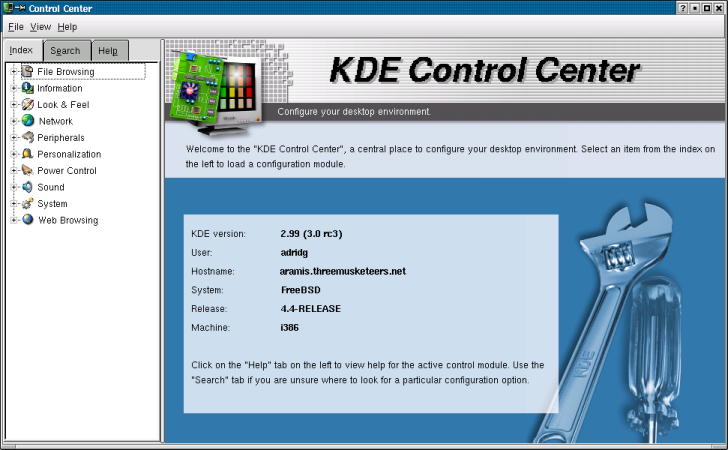 Control Center
File View Help
Index Search Help
KDE Control Center
Configure your desktop environment.
File Browsing
Information
Look & Feel
Network
Peripherals
Personalization
Power Control
Sound
System
Web Browsing
Welcome to the "KDE Control Center", a central place to configure your desktop environment. Select an item from the index on
the left to load a configuration module.
KDE version: 2.99 (3.0 rc3)
User: adridg
Hostname: aramis.threemusketeers.net
System: FreeBSD
Release: 4.4-RELEASE
Machine: i386
Click on the "Help" tab on the left to view help for the active control module. Use the
"Search" tab if you are unsure where to look for a particular configuration option.
KDE